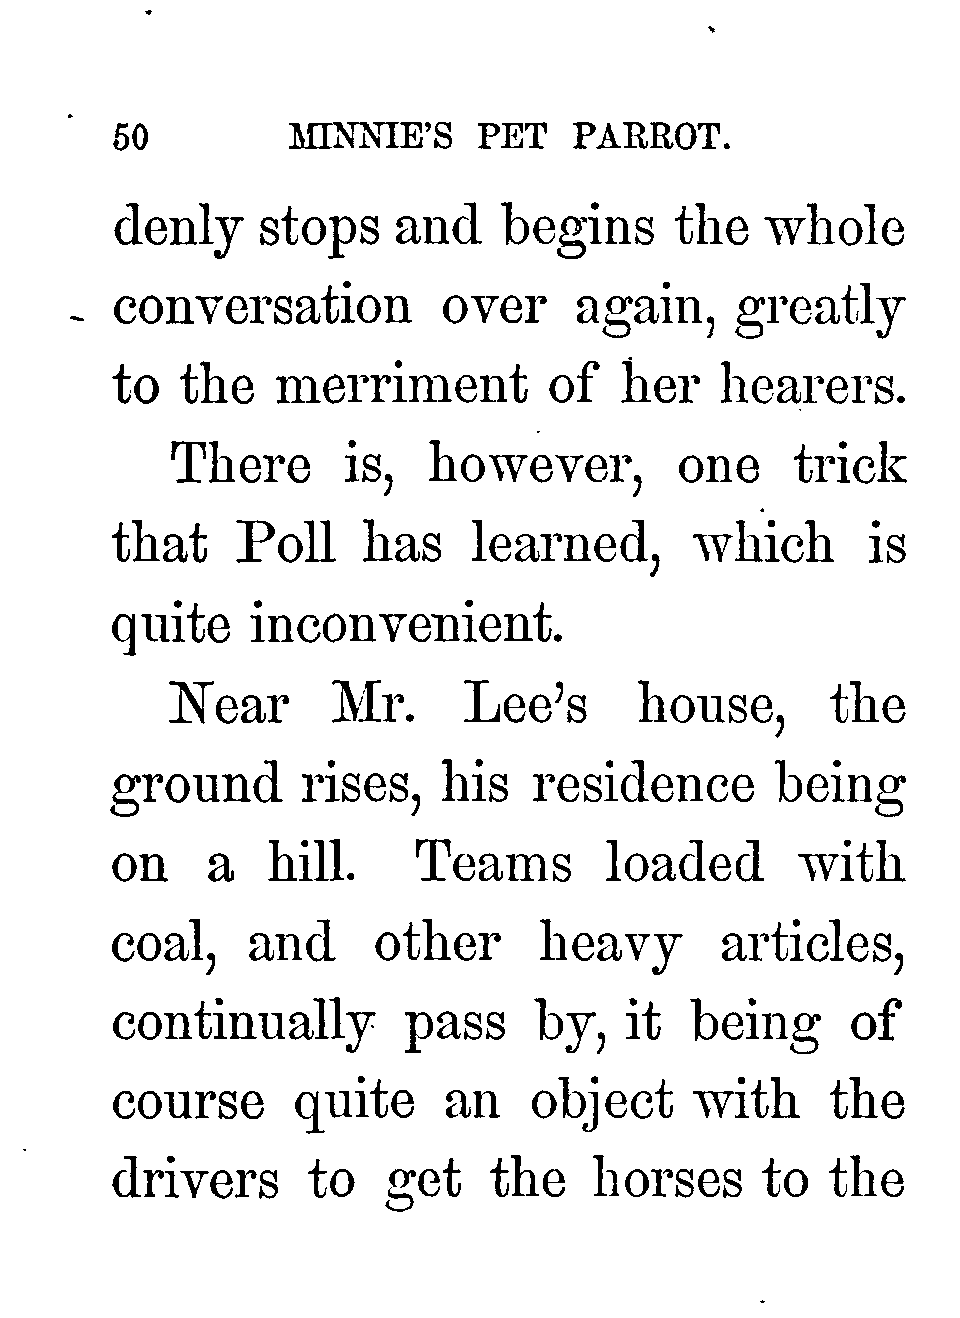 50 MINNIE'S PET PARROT.
denly stops and begins the whole
conversation over again, greatly
to the merriment of her hearers.
There is, however, one trick
that Poll has learned, which is
quite inconvenient.
Near Mr. Lee's house, the
ground rises, his residence being
on a hill. Teams loaded with
coal, and other heavy articles,
continually pass by, it being of
course quite an object with the
drivers to get the horses to the